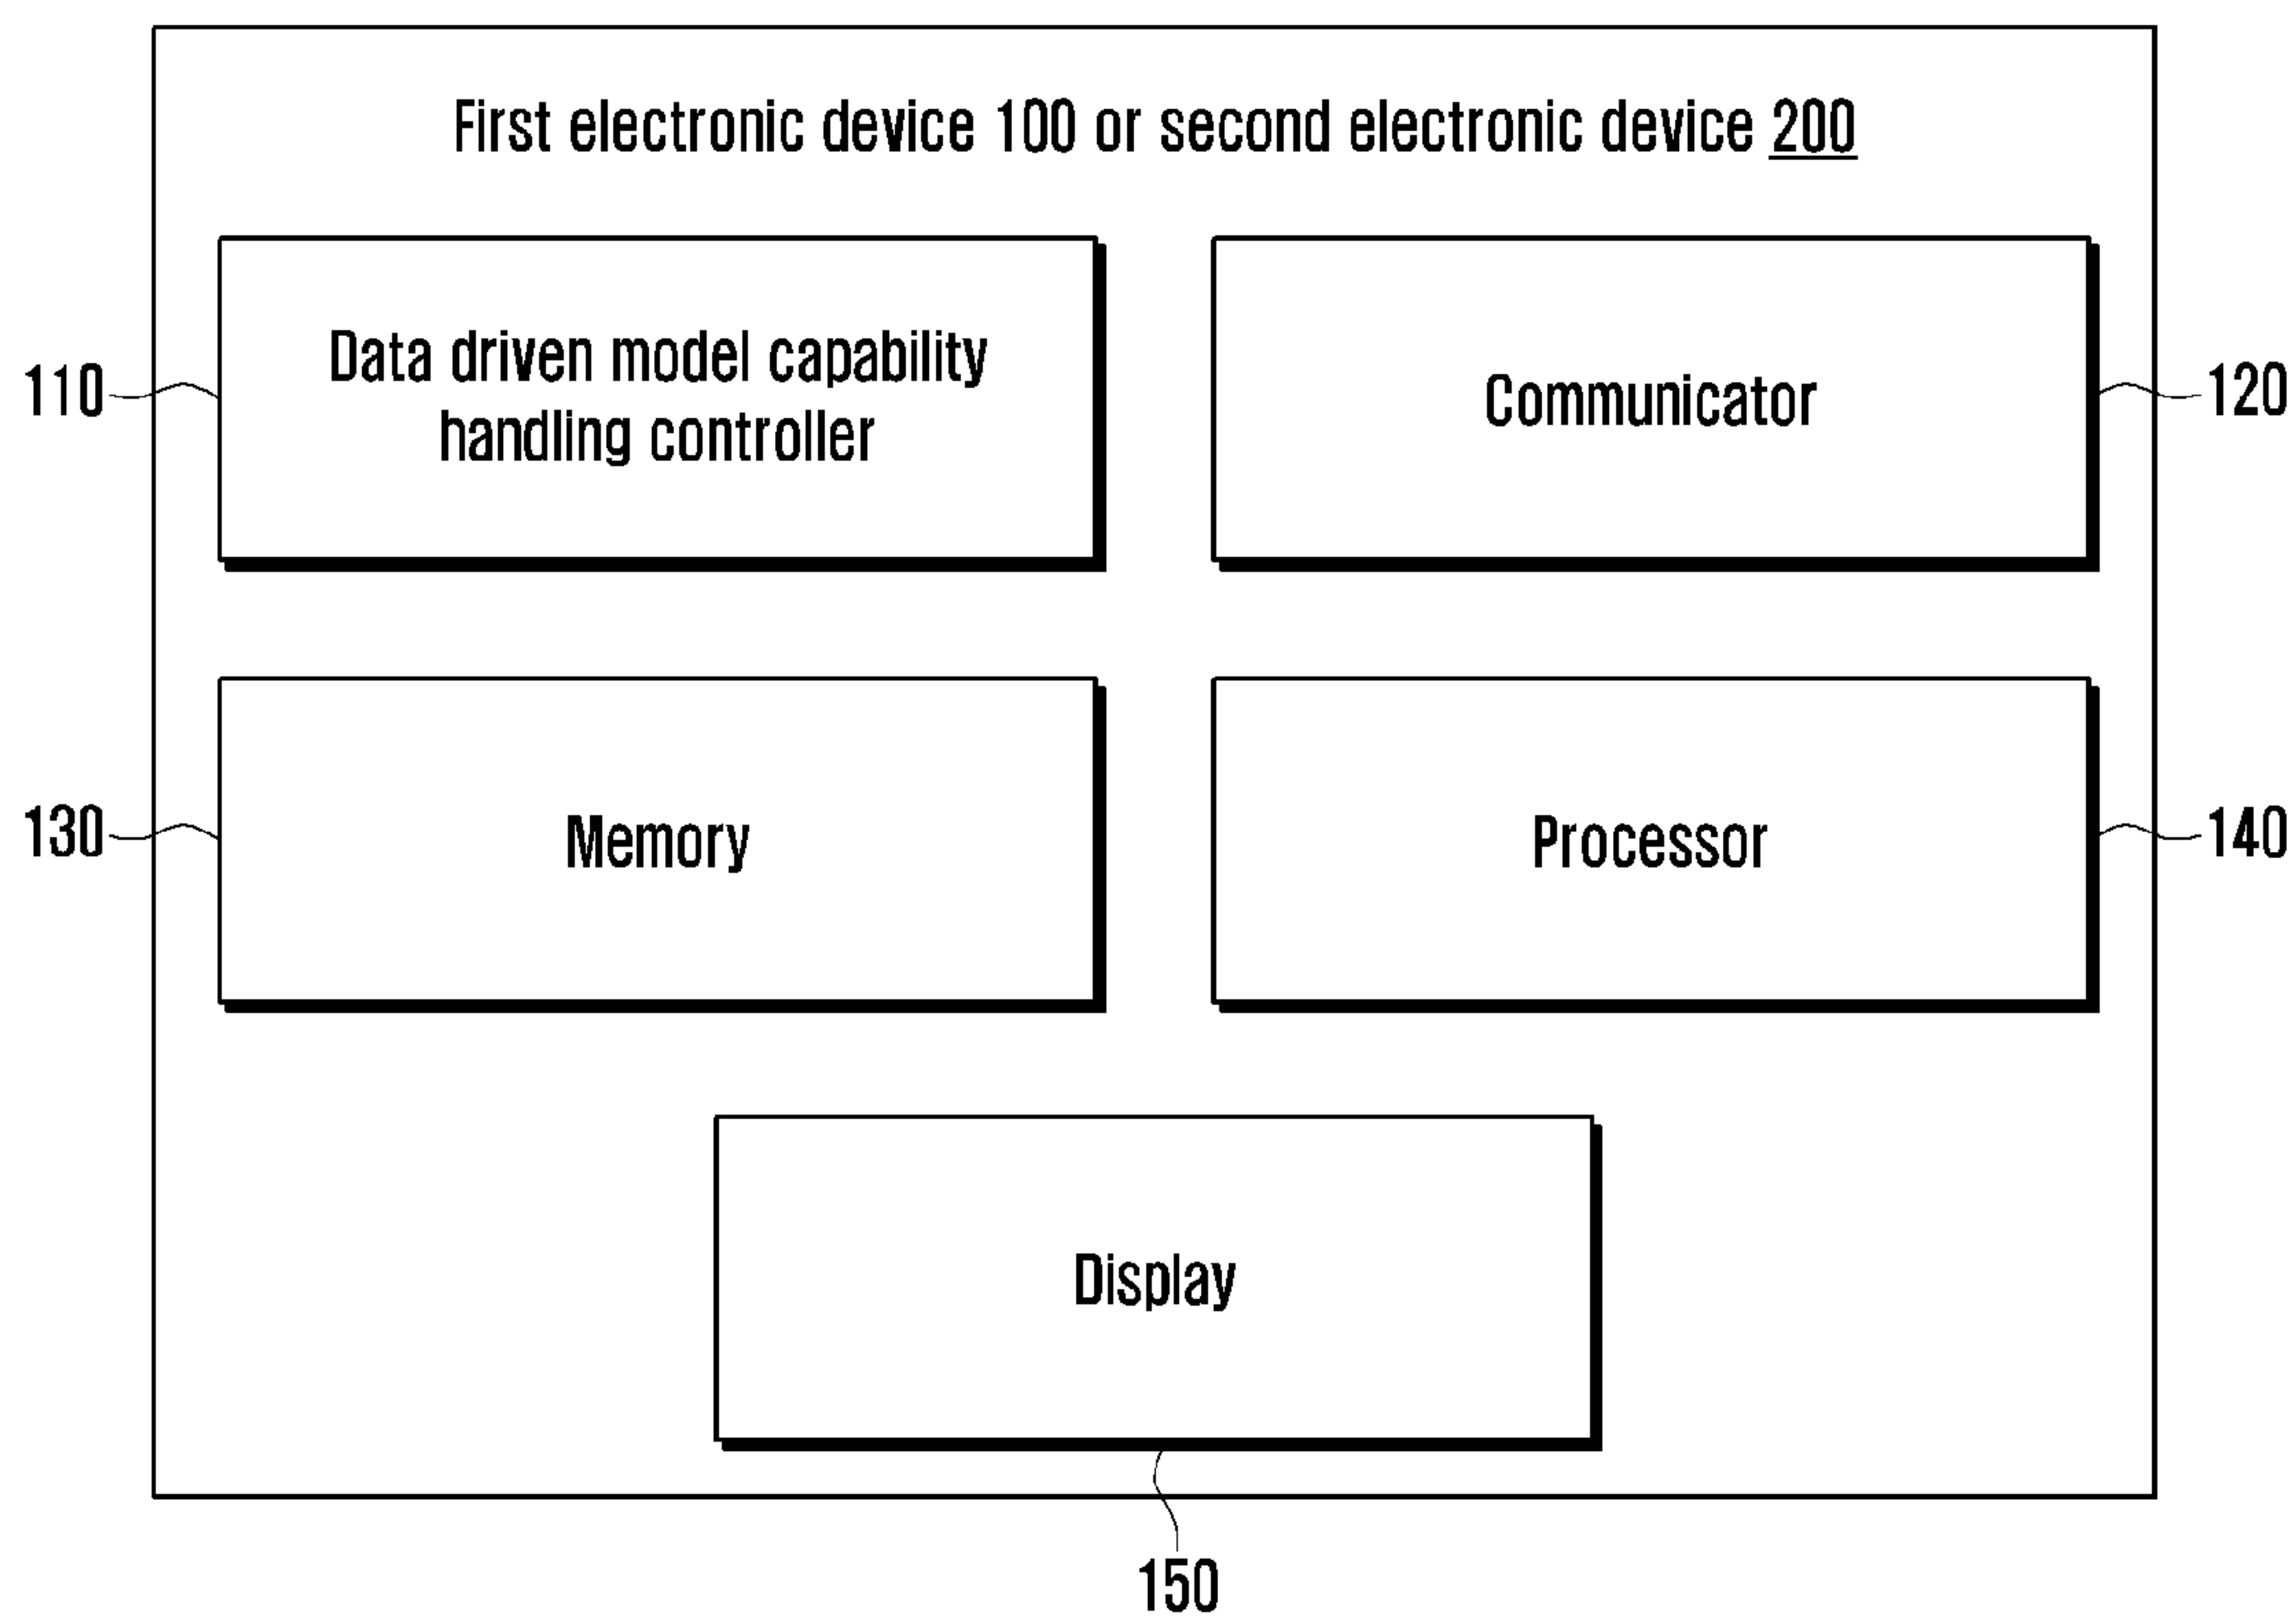 First electronic device 100 or second electronic device 200
110
Data driven model capability
handling controller
Communicator
120
130
Memory
Processor
140
Display
150